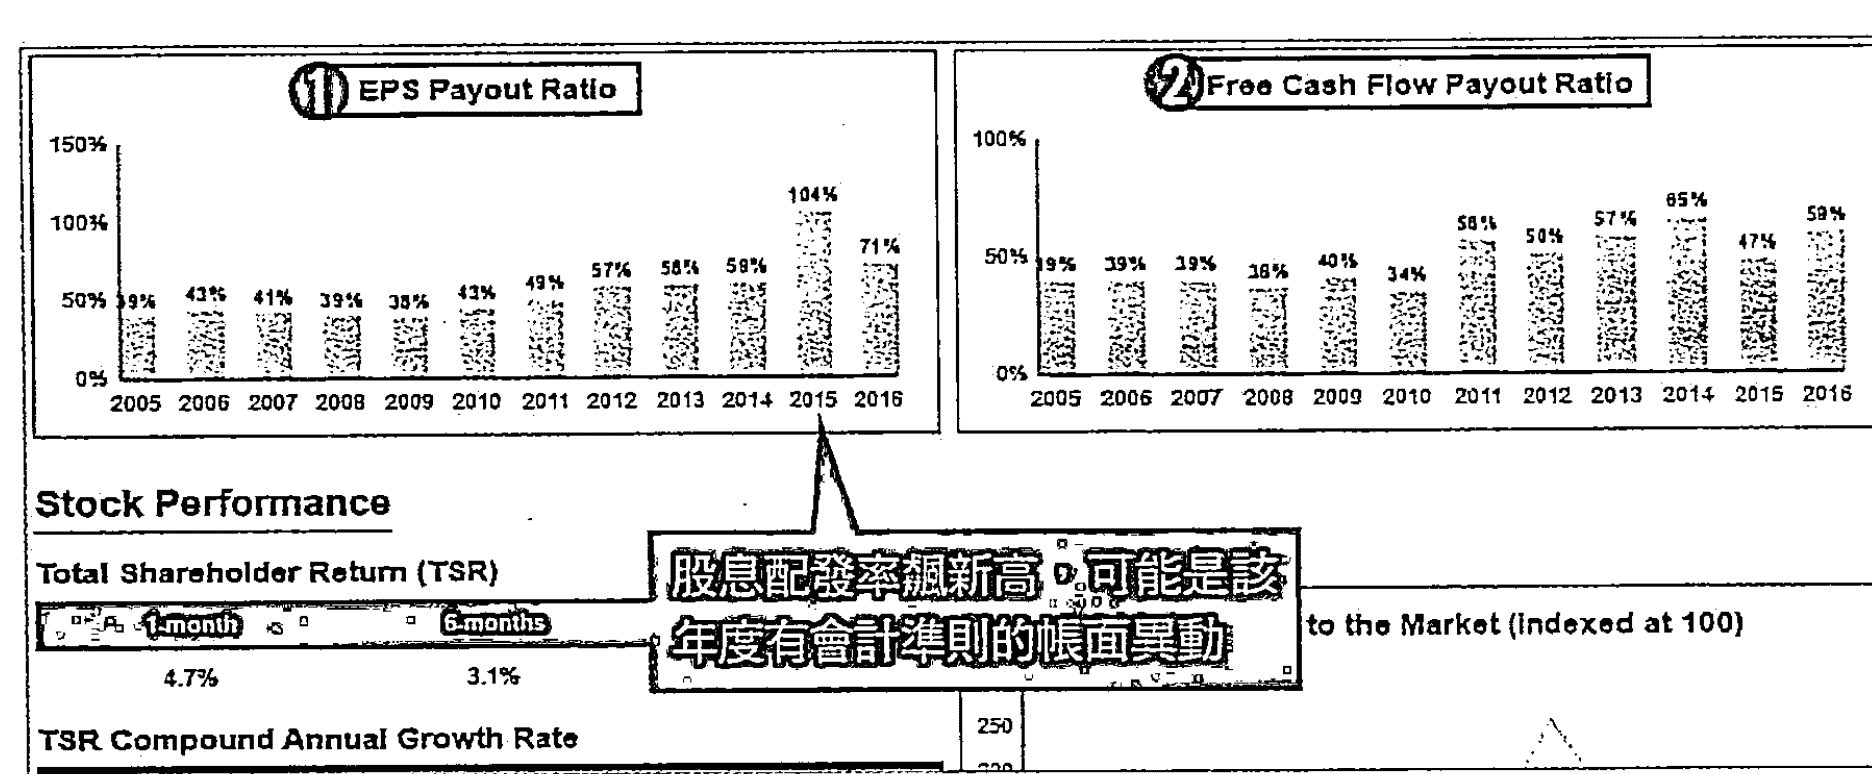 1 EPS Payout Ratio
150%
100%
50%
0%
39% 43% 41% 39% 38% 43% 49% 57% 58% 58% 104% 71%
2005 2006 2007 2008 2009 2010 2011 2012 2013 2014 2015 2016
2 Free Cash Flow Payout Ratio
100%
50%
0%
39% 39% 39% 36% 40% 34% 56% 50% 57% 65% 47% 59%
2005 2006 2007 2008 2009 2010 2011 2012 2013 2014 2015 2016
Stock Performance
Total Shareholder Return (TSR)
1-month 6-months
4.7% 3.1%
TSR Compound Annual Growth Rate
股息配發率飆新高,可能是該
年度有會計準則的帳面異動
to the Market (indexed at 100)
250